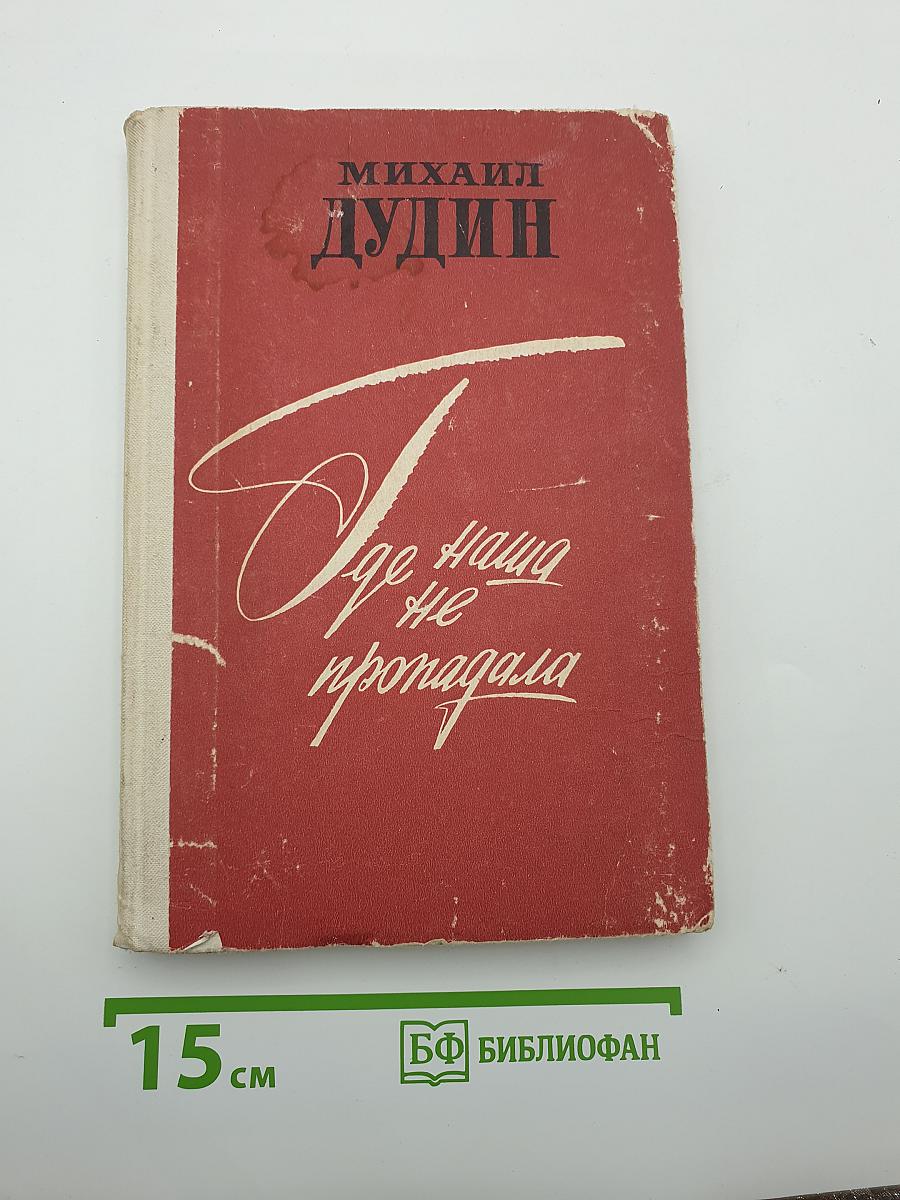 МИХАИЛ
ДУДИН
Где наша
не
пропадала
15 см
БФ БИБЛИОФАН